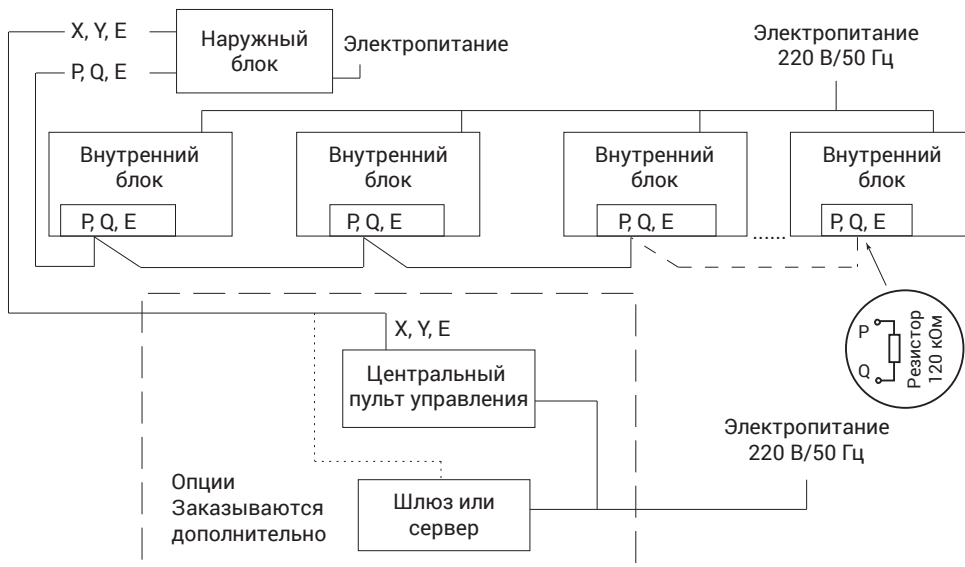 X, Y, E
P, Q, E
Наружный
блок
Электропитание
Электропитание
220 В/50 Гц
Внутренний
блок
P, Q, E
Внутренний
блок
P, Q, E
Внутренний
блок
P, Q, E
......
Внутренний
блок
P, Q, E
P
Q
Резистор
120 кОм
X, Y, E
Центральный
пульт управления
Электропитание
220 В/50 Гц
Опции
Заказываются
дополнительно
Шлюз или
сервер